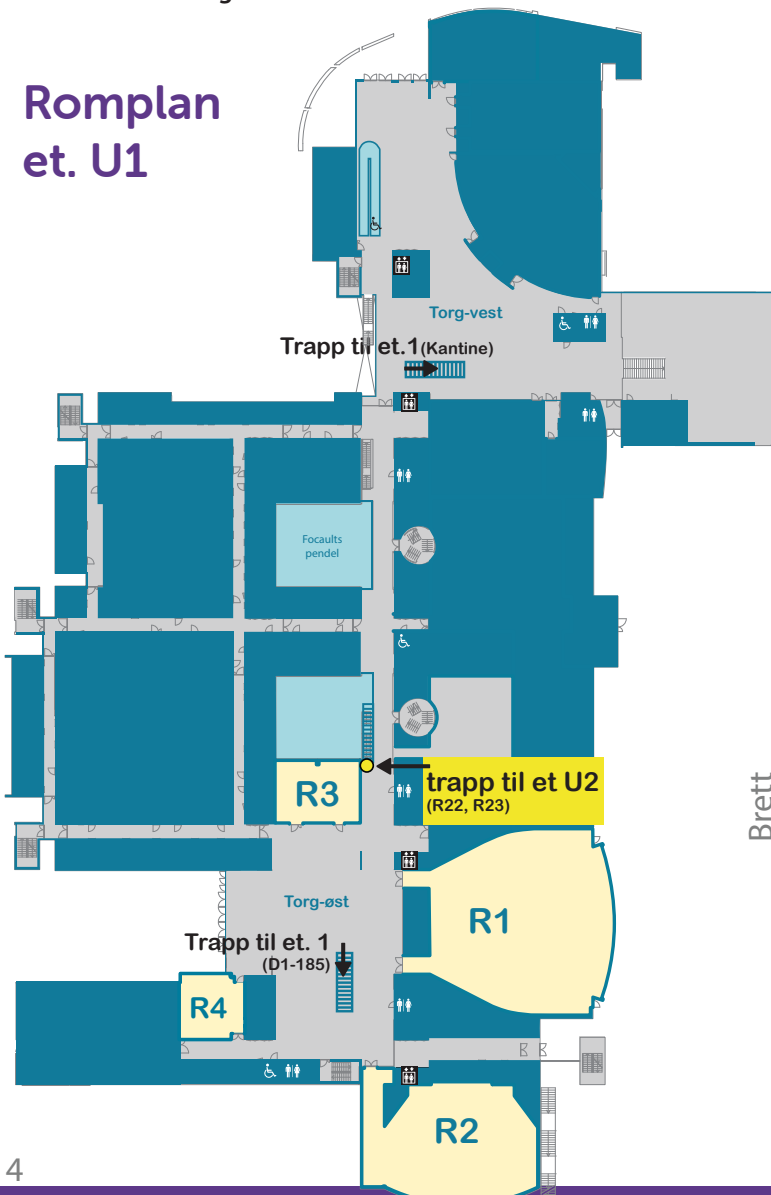 Romplan
et. U1
Torg-vest
Trapp til et.1(Kantine)
Focaults
pendel
R3
trapp til et U2
(R22, R23)
Brett
Torg-øst
R1
Trapp til et. 1
(D1-185)
R4
R2
4